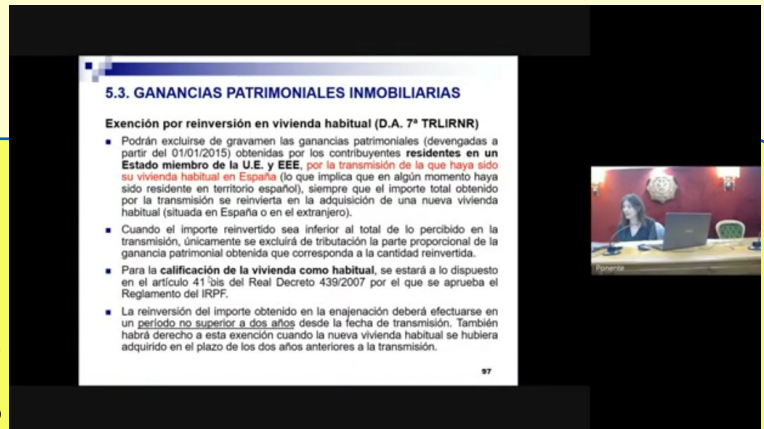 5.3. GANANCIAS PATRIMONIALES INMOBILIARIAS
Exención por reinversión en vivienda habitual (D.A. 7ª TRLIRNR)
Podrán excluirse de gravamen las ganancias patrimoniales (devengadas a
partir del 01/01/2015) obtenidas por los contribuyentes residentes en un
Estado miembro de la U.E. y EEE, por la transmisión de la que haya sido
su vivienda habitual en España (lo que implica que en algún momento haya
sido residente en territorio español), siempre que el importe total obtenido
por la transmisión se reinvierta en la adquisición de una nueva vivienda
habitual (situada en España o en el extranjero).
Cuando el importe reinvertido sea inferior al total de lo percibido en la
transmisión, únicamente se excluirá de tributación la parte proporcional de la
ganancia patrimonial obtenida que corresponda a la cantidad reinvertida.
Para la calificación de la vivienda como habitual, se estará a lo dispuesto
en el artículo 41 bis del Real Decreto 439/2007 por el que se aprueba el
Reglamento del IRPF.
La reinversión del importe obtenido en la enajenación deberá efectuarse en
un período no superior a dos años desde la fecha de transmisión. También
habrá derecho a esta exención cuando la nueva vivienda habitual se hubiera
adquirido en el plazo de los dos años anteriores a la transmisión.
97
Ponente